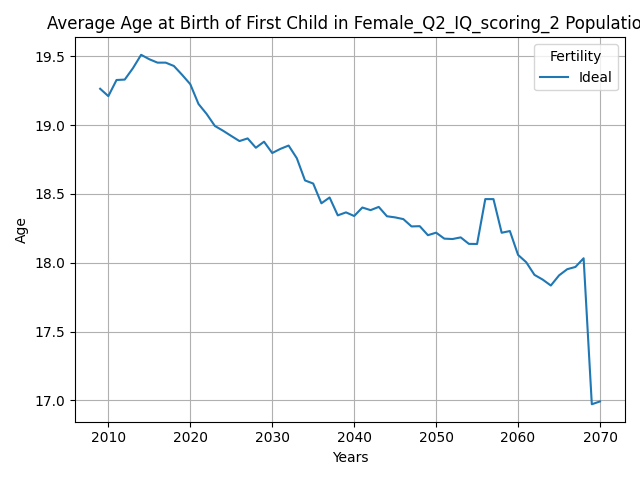 Average Age at Birth of First Child in Female_Q2_IQ_scoring_2 Populatio
Fertility
Ideal
19.5
19.0
18.5
18.0
17.5
17.0
Age
2010 2020 2030 2040 2050 2060 2070
Years